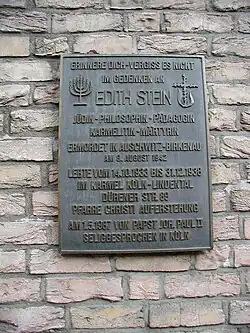 ERINNERE DICH-VERGISS ES NICHT
IM GEDENKEN AN
EDITH STEIN
JÜDIN-PHILOSOPHIN-PÄDAGOGIN
KARMELITIN-MÄRTYRIN
ERMORDET IN AUSCHWITZ-BIRKENAU
AM 9. AUGUST 1942
LEBTE VOM 14.10.1933 BIS 31.12.1938
IM KARMEL KÖLN-LINDENTAL
DÜRENER STR. 89
PFARRE CHRISTI AUFERSTEHUNG
AM 1.5.1987 VON PAPST JOH. PAUL II
SELIGGESPROCHEN IN KÖLN